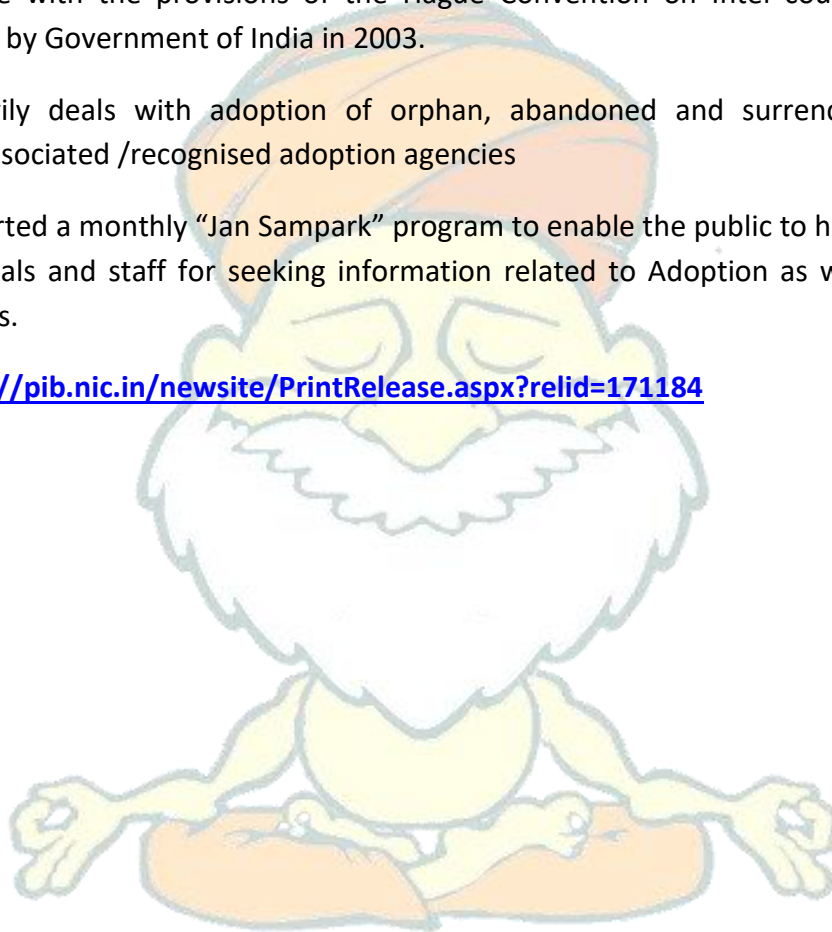 with the provisions of the Hague Convention on Inter-cou
by Government of India in 2003.
ily deals with adoption of orphan, abandoned and surrend
sociated /recognised adoption agencies
rted a monthly “Jan Sampark” program to enable the public to h
als and staff for seeking information related to Adoption as w
s.
//pib.nic.in/newsite/PrintRelease.aspx?relid=171184